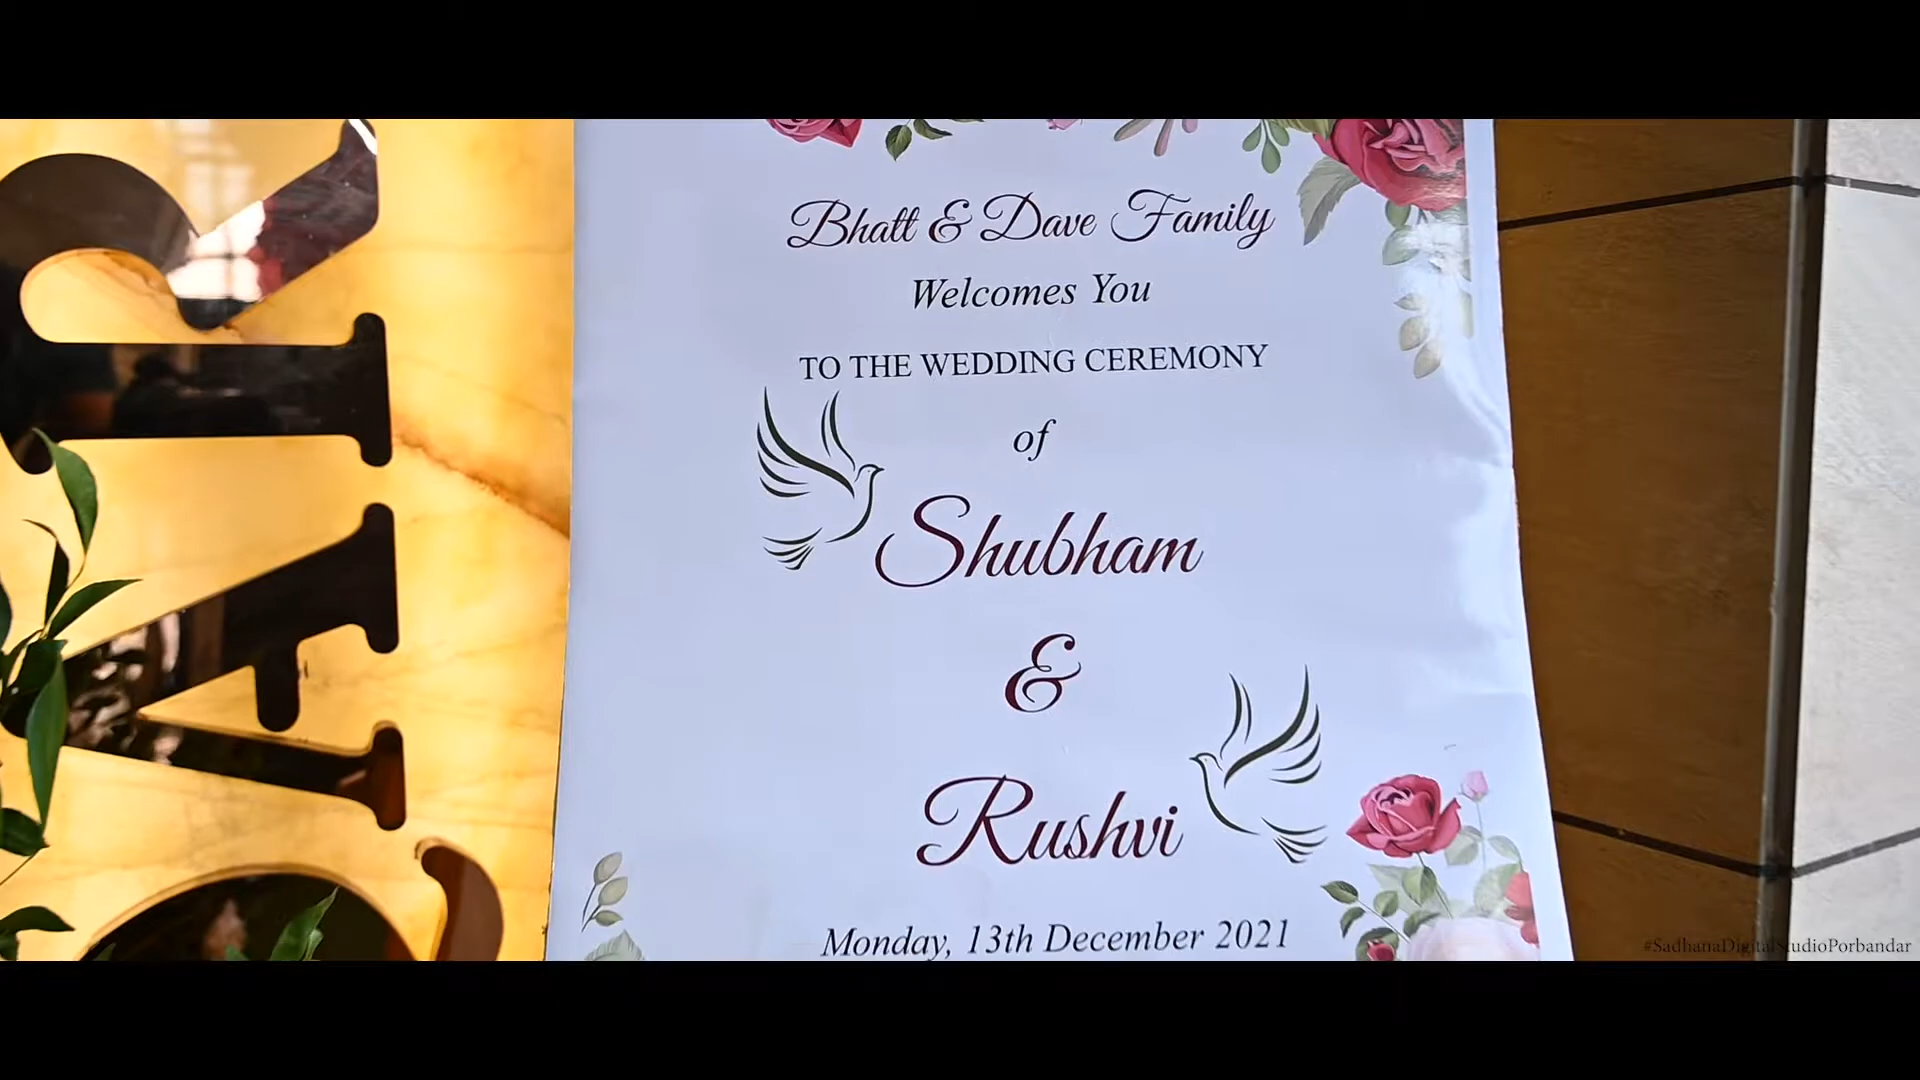 Bhatt & Dave Family
Welcomes You
TO THE WEDDING CEREMONY
of
Shubham
&
Rushvi
Monday, 13th December 2021
#SadhanaDigitalStudioPorbandar